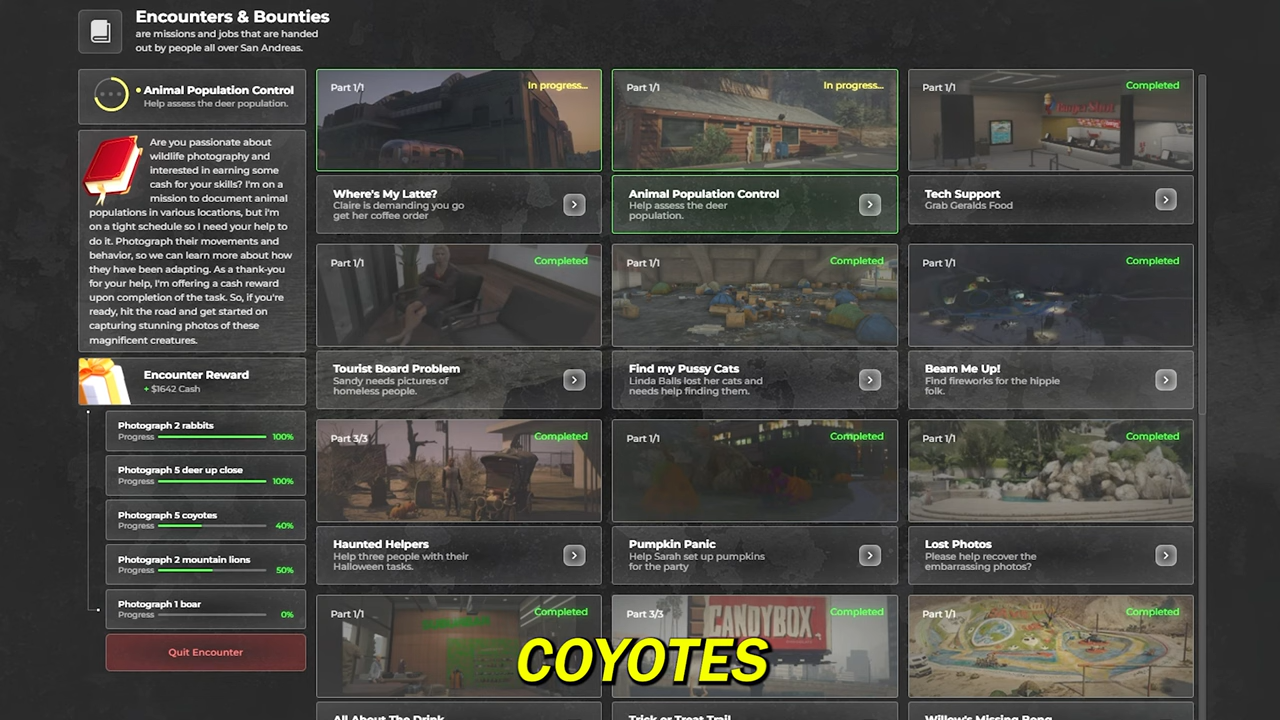 Encounters & Bounties
are missions and jobs that are handed
out by people all over San Andreas.
Animal Population Control
Help assess the deer population.
Are you passionate about
wildlife photography and
interested in earning some
cash for your skills? I'm on a
mission to document animal
populations in various locations, but I'm
on a tight schedule so I need your help to
do it. Photograph their movements and
behavior, so we can learn more about how
they have been adapting. As a thank-you
for your help, I'm offering a cash reward
upon completion of the task. So, if you're
ready, hit the road and get started on
capturing stunning photos of these
magnificent creatures.
Encounter Reward
+ $1642 Cash
Photograph 2 rabbits
Progress 100%
Photograph 5 deer up close
Progress 100%
Photograph 5 coyotes
Progress 40%
Photograph 2 mountain lions
Progress 50%
Photograph 1 boar
Progress 0%
Quit Encounter
Part 1/1 In progress...
Where's My Latte?
Claire is demanding you go
get her coffee order
Part 1/1 In progress...
Animal Population Control
Help assess the deer
population.
Part 1/1 Completed
Tech Support
Grab Geralds Food
Part 1/1 Completed
Tourist Board Problem
Sandy needs pictures of
homeless people.
Part 1/1 Completed
Find my Pussy Cats
Linda Balls lost her cats and
needs help finding them.
Part 1/1 Completed
Beam Me Up!
Find fireworks for the hippie
folk.
Part 3/3 Completed
Haunted Helpers
Help three people with their
Halloween tasks.
Part 1/1 Completed
Pumpkin Panic
Help Sarah set up pumpkins
for the party
Part 1/1 Completed
Lost Photos
Please help recover the
embarrassing photos?
Part 1/1 Completed
All About The Drink
Part 3/3 Completed
CANDYBOX
Trick or Treat Trail
Part 1/1 Completed
Willow's Missing Bong
COYOTES